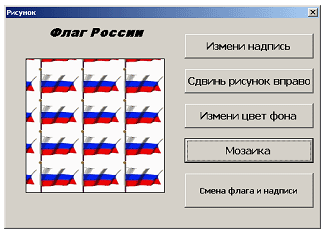 Рисунок
Флаг России
Измени надпись
Сдвинь рисунок вправо
Измени цвет фона
Мозаика
Смена флага и надписи